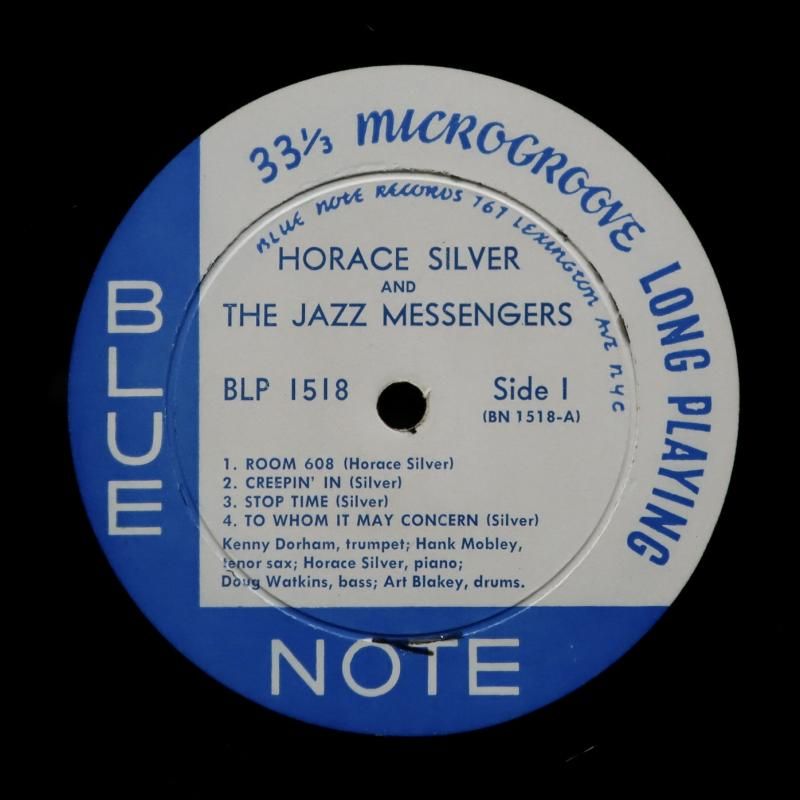 33⅓ MICROGROOVE LONG PLAYING
BLUE NOTE RECORDS 767 LEXINGTON AVE NYC
HORACE SILVER
AND
THE JAZZ MESSENGERS
BLP 1518
Side 1
(BN 1518-A)
1. ROOM 608 (Horace Silver)
2. CREEPIN' IN (Silver)
3. STOP TIME (Silver)
4. TO WHOM IT MAY CONCERN (Silver)
Kenny Dorham, trumpet; Hank Mobley,
tenor sax; Horace Silver, piano;
Doug Watkins, bass; Art Blakey, drums.
BLUE
NOTE